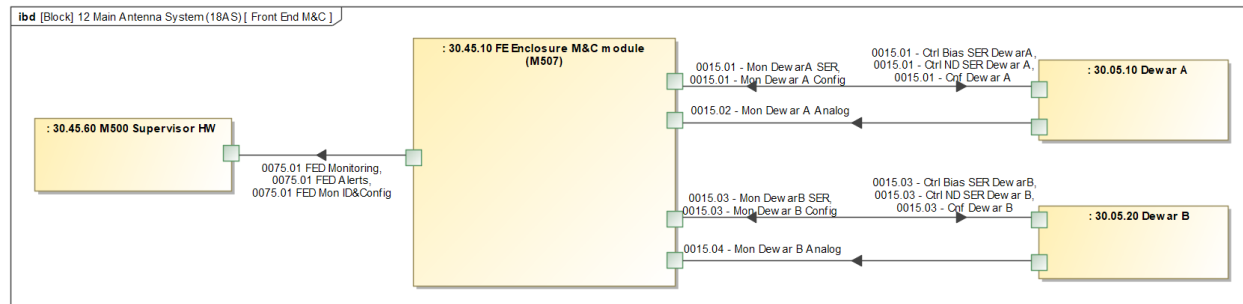 ibd [Block] 12 Main Antenna System (18AS) [ Front End M&C ]
: 30.45.10 FE Enclosure M&C module
(M507)
0015.01 - Mon DewarA SER,
0015.01 - Mon Dewar A Config
0015.01 - Ctrl Bias SER DewarA,
0015.01 - Ctrl ND SER Dewar A,
0015.01 - Cnf Dewar A
: 30.05.10 Dewar A
0015.02 - Mon Dewar A Analog
: 30.45.60 M500 Supervisor HW
0075.01 FED Monitoring,
0075.01 FED Alerts,
0075.01 FED Mon ID&Config
0015.03 - Mon DewarB SER,
0015.03 - Mon Dewar B Config
0015.03 - Ctrl Bias SER DewarB,
0015.03 - Ctrl ND SER Dewar B,
0015.03 - Cnf Dewar B
: 30.05.20 Dewar B
0015.04 - Mon Dewar B Analog